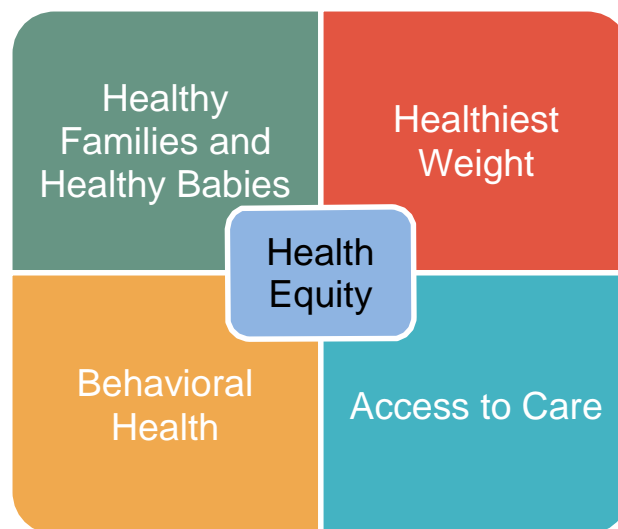 Healthy
Families and
Healthy Babies
Healthiest
Weight
Health
Equity
Behavioral
Health
Access to Care